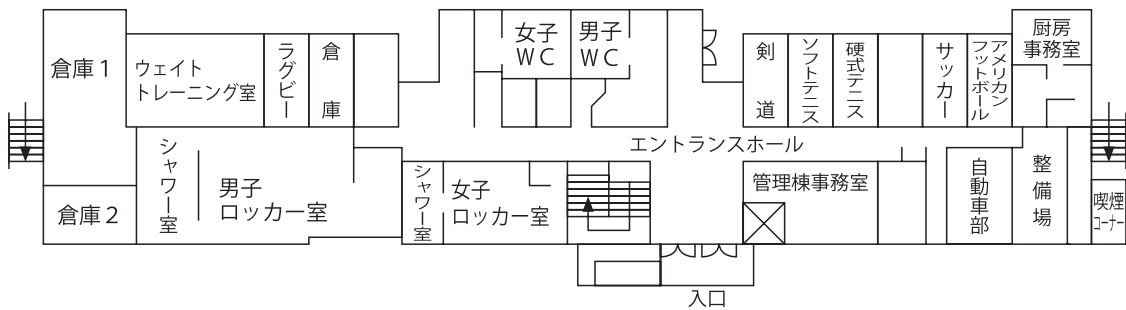 倉庫1
ウェイト
トレーニング室
ラグビー
倉庫
女子
WC
男子
WC
剣道
ソフトテニス
硬式テニス
サッカー
アメリカン
フットボール
厨房
事務室
エントランスホール
倉庫2
シャワー室
男子
ロッカー室
シャワー室
女子
ロッカー室
管理棟事務室
自動車部
整備場
喫煙
コーナー
入口